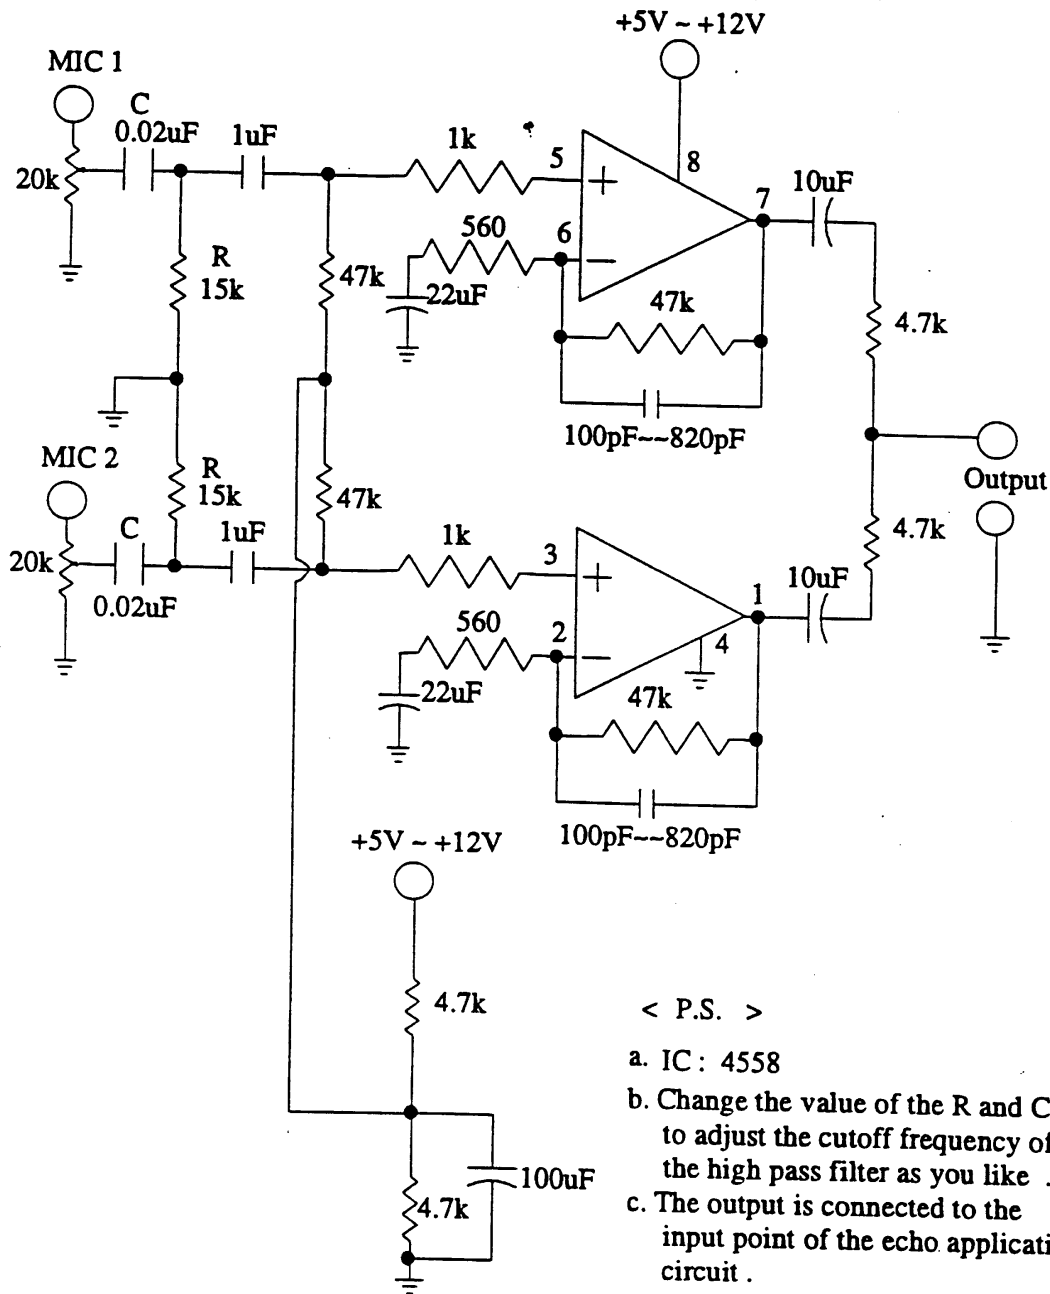 +5V ~ +12V
MIC 1
C
0.02uF
1uF
1k
5
8
7
10uF
20k
+
560
6
−
R
15k
47k
22uF
47k
4.7k
100pF~~820pF
MIC 2
R
15k
47k
Output
C
1uF
1k
3
4.7k
20k
+
10uF
0.02uF
560
2
−
1
4
22uF
47k
100pF~~820pF
+5V ~ +12V
4.7k
< P.S. >
a. IC : 4558
b. Change the value of the R and C
to adjust the cutoff frequency of
the high pass filter as you like .
100uF
4.7k
c. The output is connected to the
input point of the echo applicati
circuit .